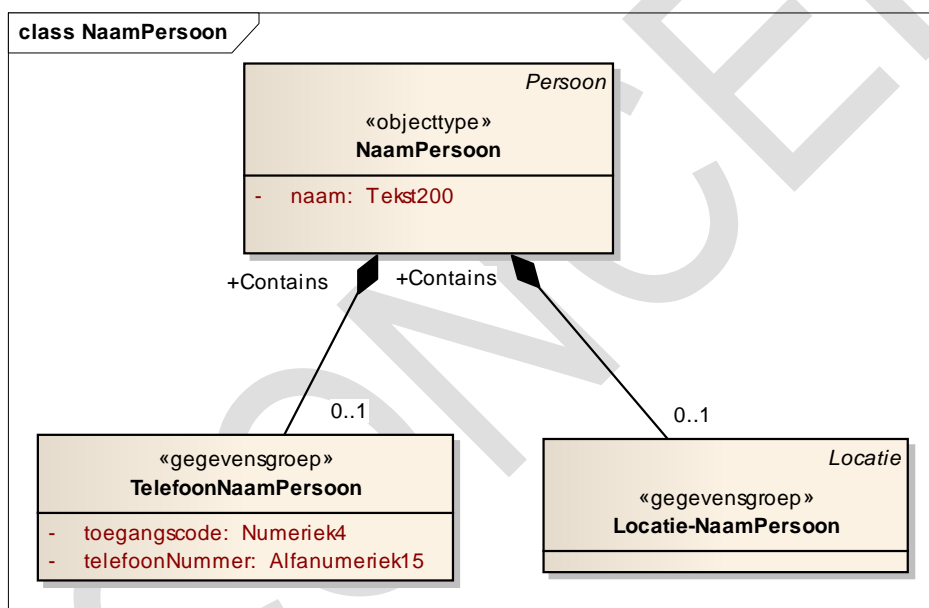 class NaamPersoon
Persoon
«objecttype»
NaamPersoon
- naam: Tekst200
+Contains
+Contains
0..1
0..1
«gegevensgroep»
TelefoonNaamPersoon
- toegangscode: Numeriek4
- telefoonNummer: Alfanumeriek15
Locatie
«gegevensgroep»
Locatie-NaamPersoon